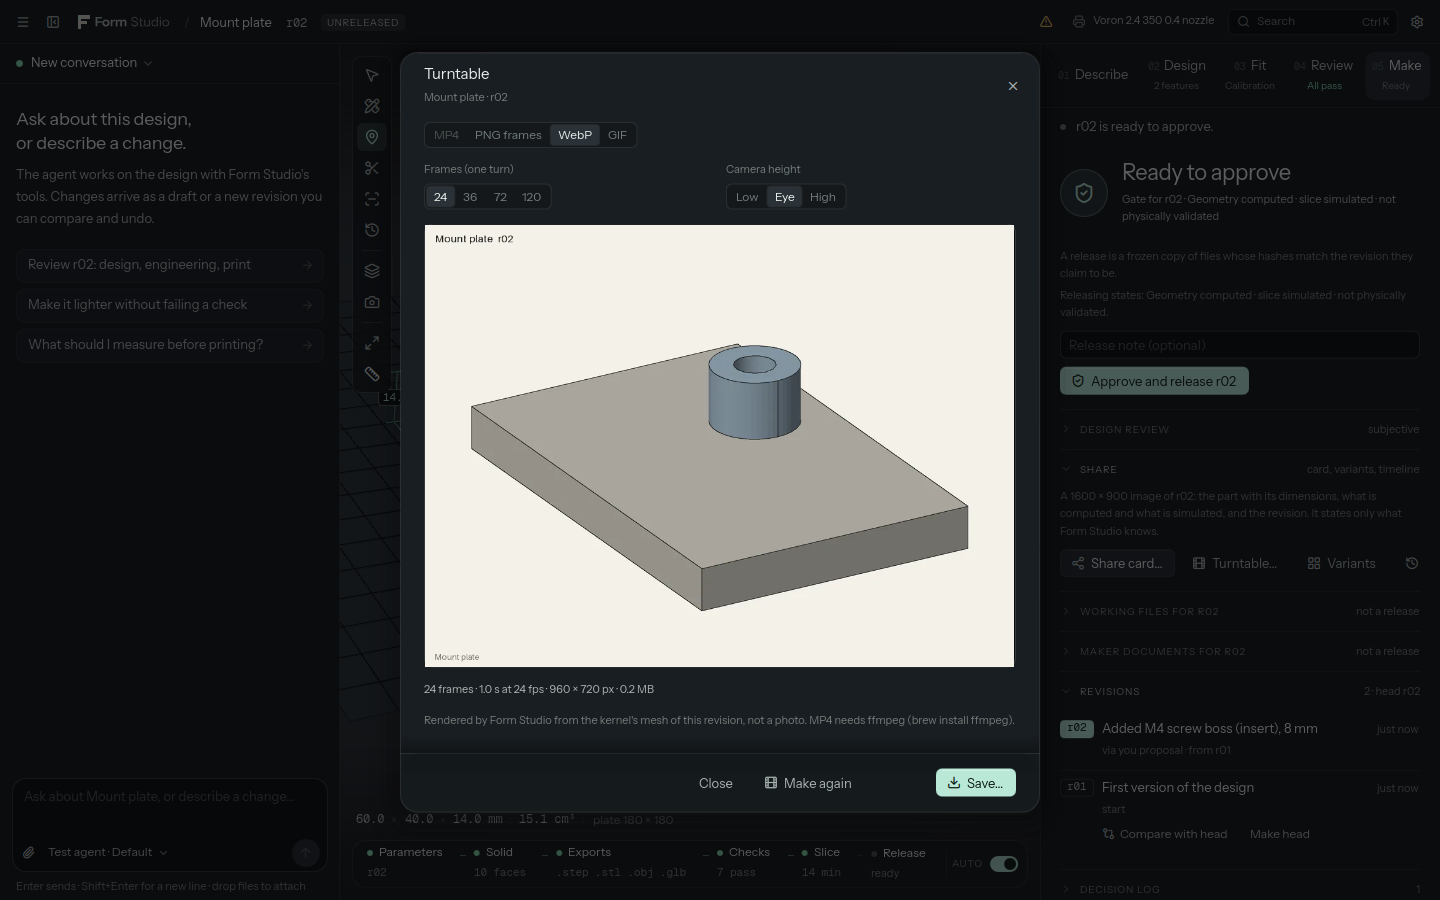 Form Studio / Mount plate r02 UNRELEASED
Voron 2.4 350 0.4 nozzle
Search Ctrl K
New conversation
Ask about this design,
or describe a change.
The agent works on the design with Form Studio's
tools. Changes arrive as a draft or a new revision you
can compare and undo.
Review r02: design, engineering, print
Make it lighter without failing a check
What should I measure before printing?
Ask about Mount plate, or describe a change...
Test agent · Default
Enter sends · Shift+Enter for a new line · drop files to attach
14.
Turntable
Mount plate · r02
MP4 PNG frames WebP GIF
Frames (one turn)
24 36 72 120
Camera height
Low Eye High
Mount plate r02
Mount plate
24 frames · 1.0 s at 24 fps · 960 × 720 px · 0.2 MB
Rendered by Form Studio from the kernel's mesh of this revision, not a photo. MP4 needs ffmpeg (brew install ffmpeg).
Close
Make again
Save...
60.0 × 40.0 × 14.0 mm · 15.1 cm³ · plate 180 × 180
Parameters
r02
Solid
10 faces
Exports
.step .stl .obj .glb
Checks
7 pass
Slice
14 min
Release
ready
AUTO
01 Describe
02 Design
2 features
03 Fit
Calibration
04 Review
All pass
05 Make
Ready
r02 is ready to approve.
Ready to approve
Gate for r02 · Geometry computed · slice simulated · not
physically validated
A release is a frozen copy of files whose hashes match the revision they
claim to be.
Releasing states: Geometry computed · slice simulated · not physically
validated.
Release note (optional)
Approve and release r02
DESIGN REVIEW subjective
SHARE card, variants, timeline
A 1600 × 900 image of r02: the part with its dimensions, what is
computed and what is simulated, and the revision. It states only what
Form Studio knows.
Share card...
Turntable...
Variants
WORKING FILES FOR R02 not a release
MAKER DOCUMENTS FOR R02 not a release
REVISIONS 2 · head r02
r02 Added M4 screw boss (insert), 8 mm just now
via you proposal · from r01
r01 First version of the design just now
start
Compare with head
Make head
DECISION LOG 1